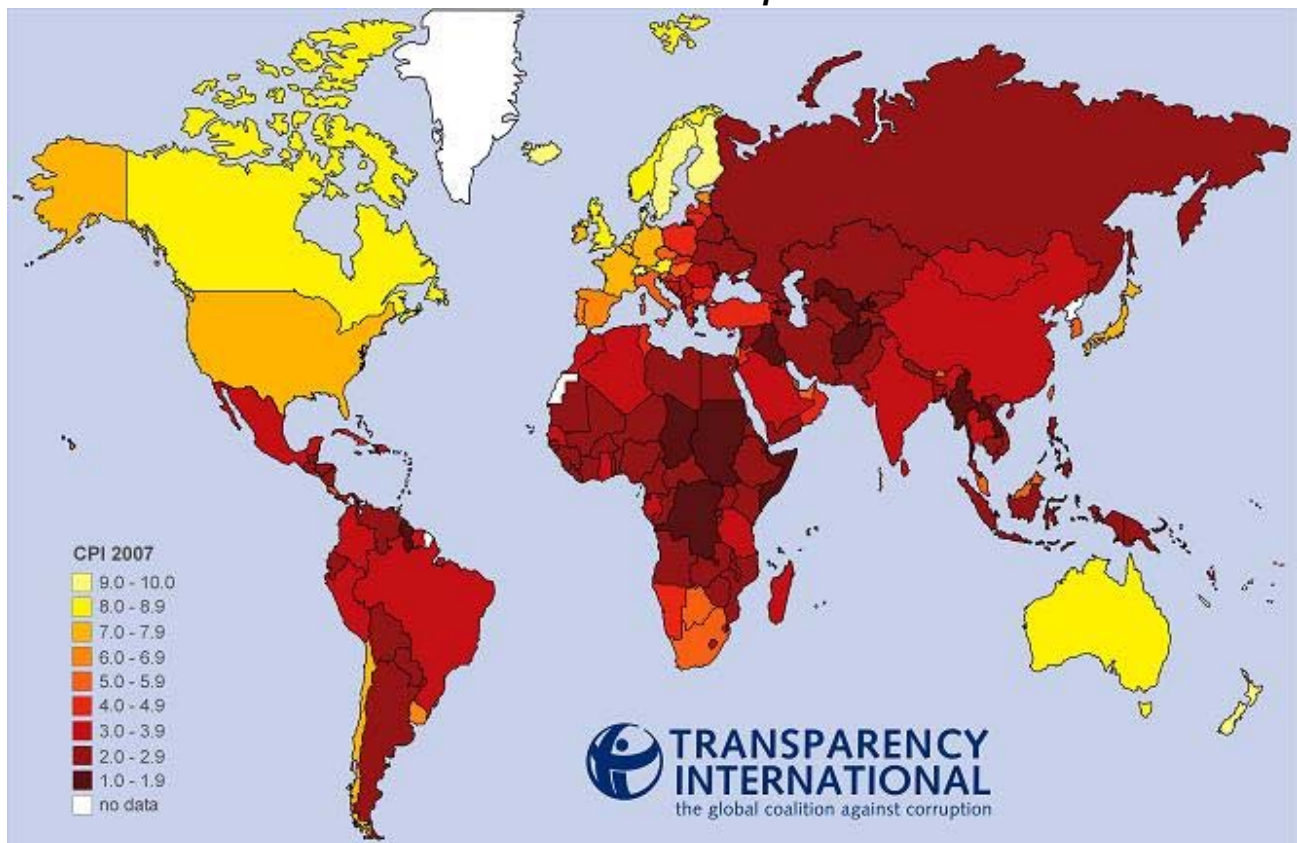 CPI 2007
9.0 - 10.0
8.0 - 8.9
7.0 - 7.9
6.0 - 6.9
5.0 - 5.9
4.0 - 4.9
3.0 - 3.9
2.0 - 2.9
1.0 - 1.9
no data
TRANSPARENCY
INTERNATIONAL
the global coalition against corruption